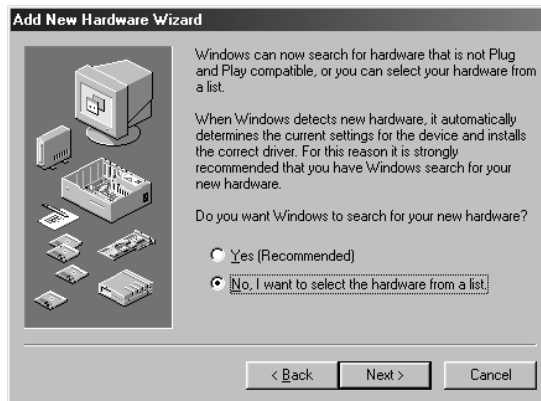 Add New Hardware Wizard
Windows can now search for hardware that is not Plug
and Play compatible, or you can select your hardware from
a list.
When Windows detects new hardware, it automatically
determines the current settings for the device and installs
the correct driver. For this reason it is strongly
recommended that you have Windows search for your
new hardware.
Do you want Windows to search for your new hardware?
Yes (Recommended)
No, I want to select the hardware from a list.
< Back Next > Cancel